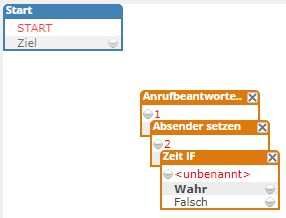 Start
START
Ziel
Anrufbeantworte..
1
Absender setzen
2
Zeit IF
<unbenannt>
Wahr
Falsch